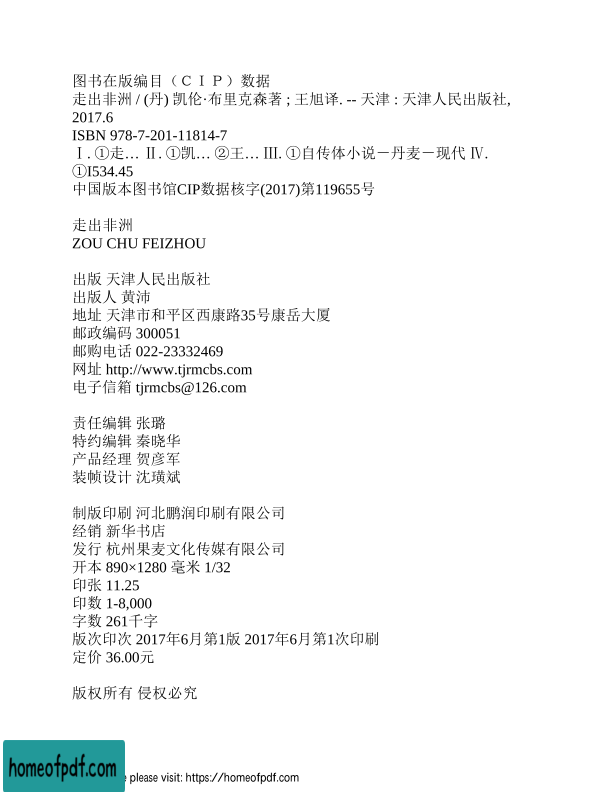 图书在版编目（ＣＩＰ）数据
走出非洲 / (丹) 凯伦·布里克森著 ; 王旭译. -- 天津 : 天津人民出版社,
2017.6
ISBN 978-7-201-11814-7
Ⅰ. ①走… Ⅱ. ①凯… ②王… Ⅲ. ①自传体小说－丹麦－现代 Ⅳ.
①I534.45
中国版本图书馆CIP数据核字(2017)第119655号
走出非洲
ZOU CHU FEIZHOU
出版 天津人民出版社
出版人 黄沛
地址 天津市和平区西康路35号康岳大厦
邮政编码 300051
邮购电话 022-23332469
网址 http://www.tjrmcbs.com
电子信箱 tjrmcbs@126.com
责任编辑 张璐
特约编辑 秦晓华
产品经理 贺彦军
装帧设计 沈璜斌
制版印刷 河北鹏润印刷有限公司
经销 新华书店
发行 杭州果麦文化传媒有限公司
开本 890×1280 毫米 1/32
印张 11.25
印数 1-8,000
字数 261千字
版次印次 2017年6月第1版 2017年6月第1次印刷
定价 36.00元
版权所有 侵权必究
homeofpdf.com
please visit: https://homeofpdf.com